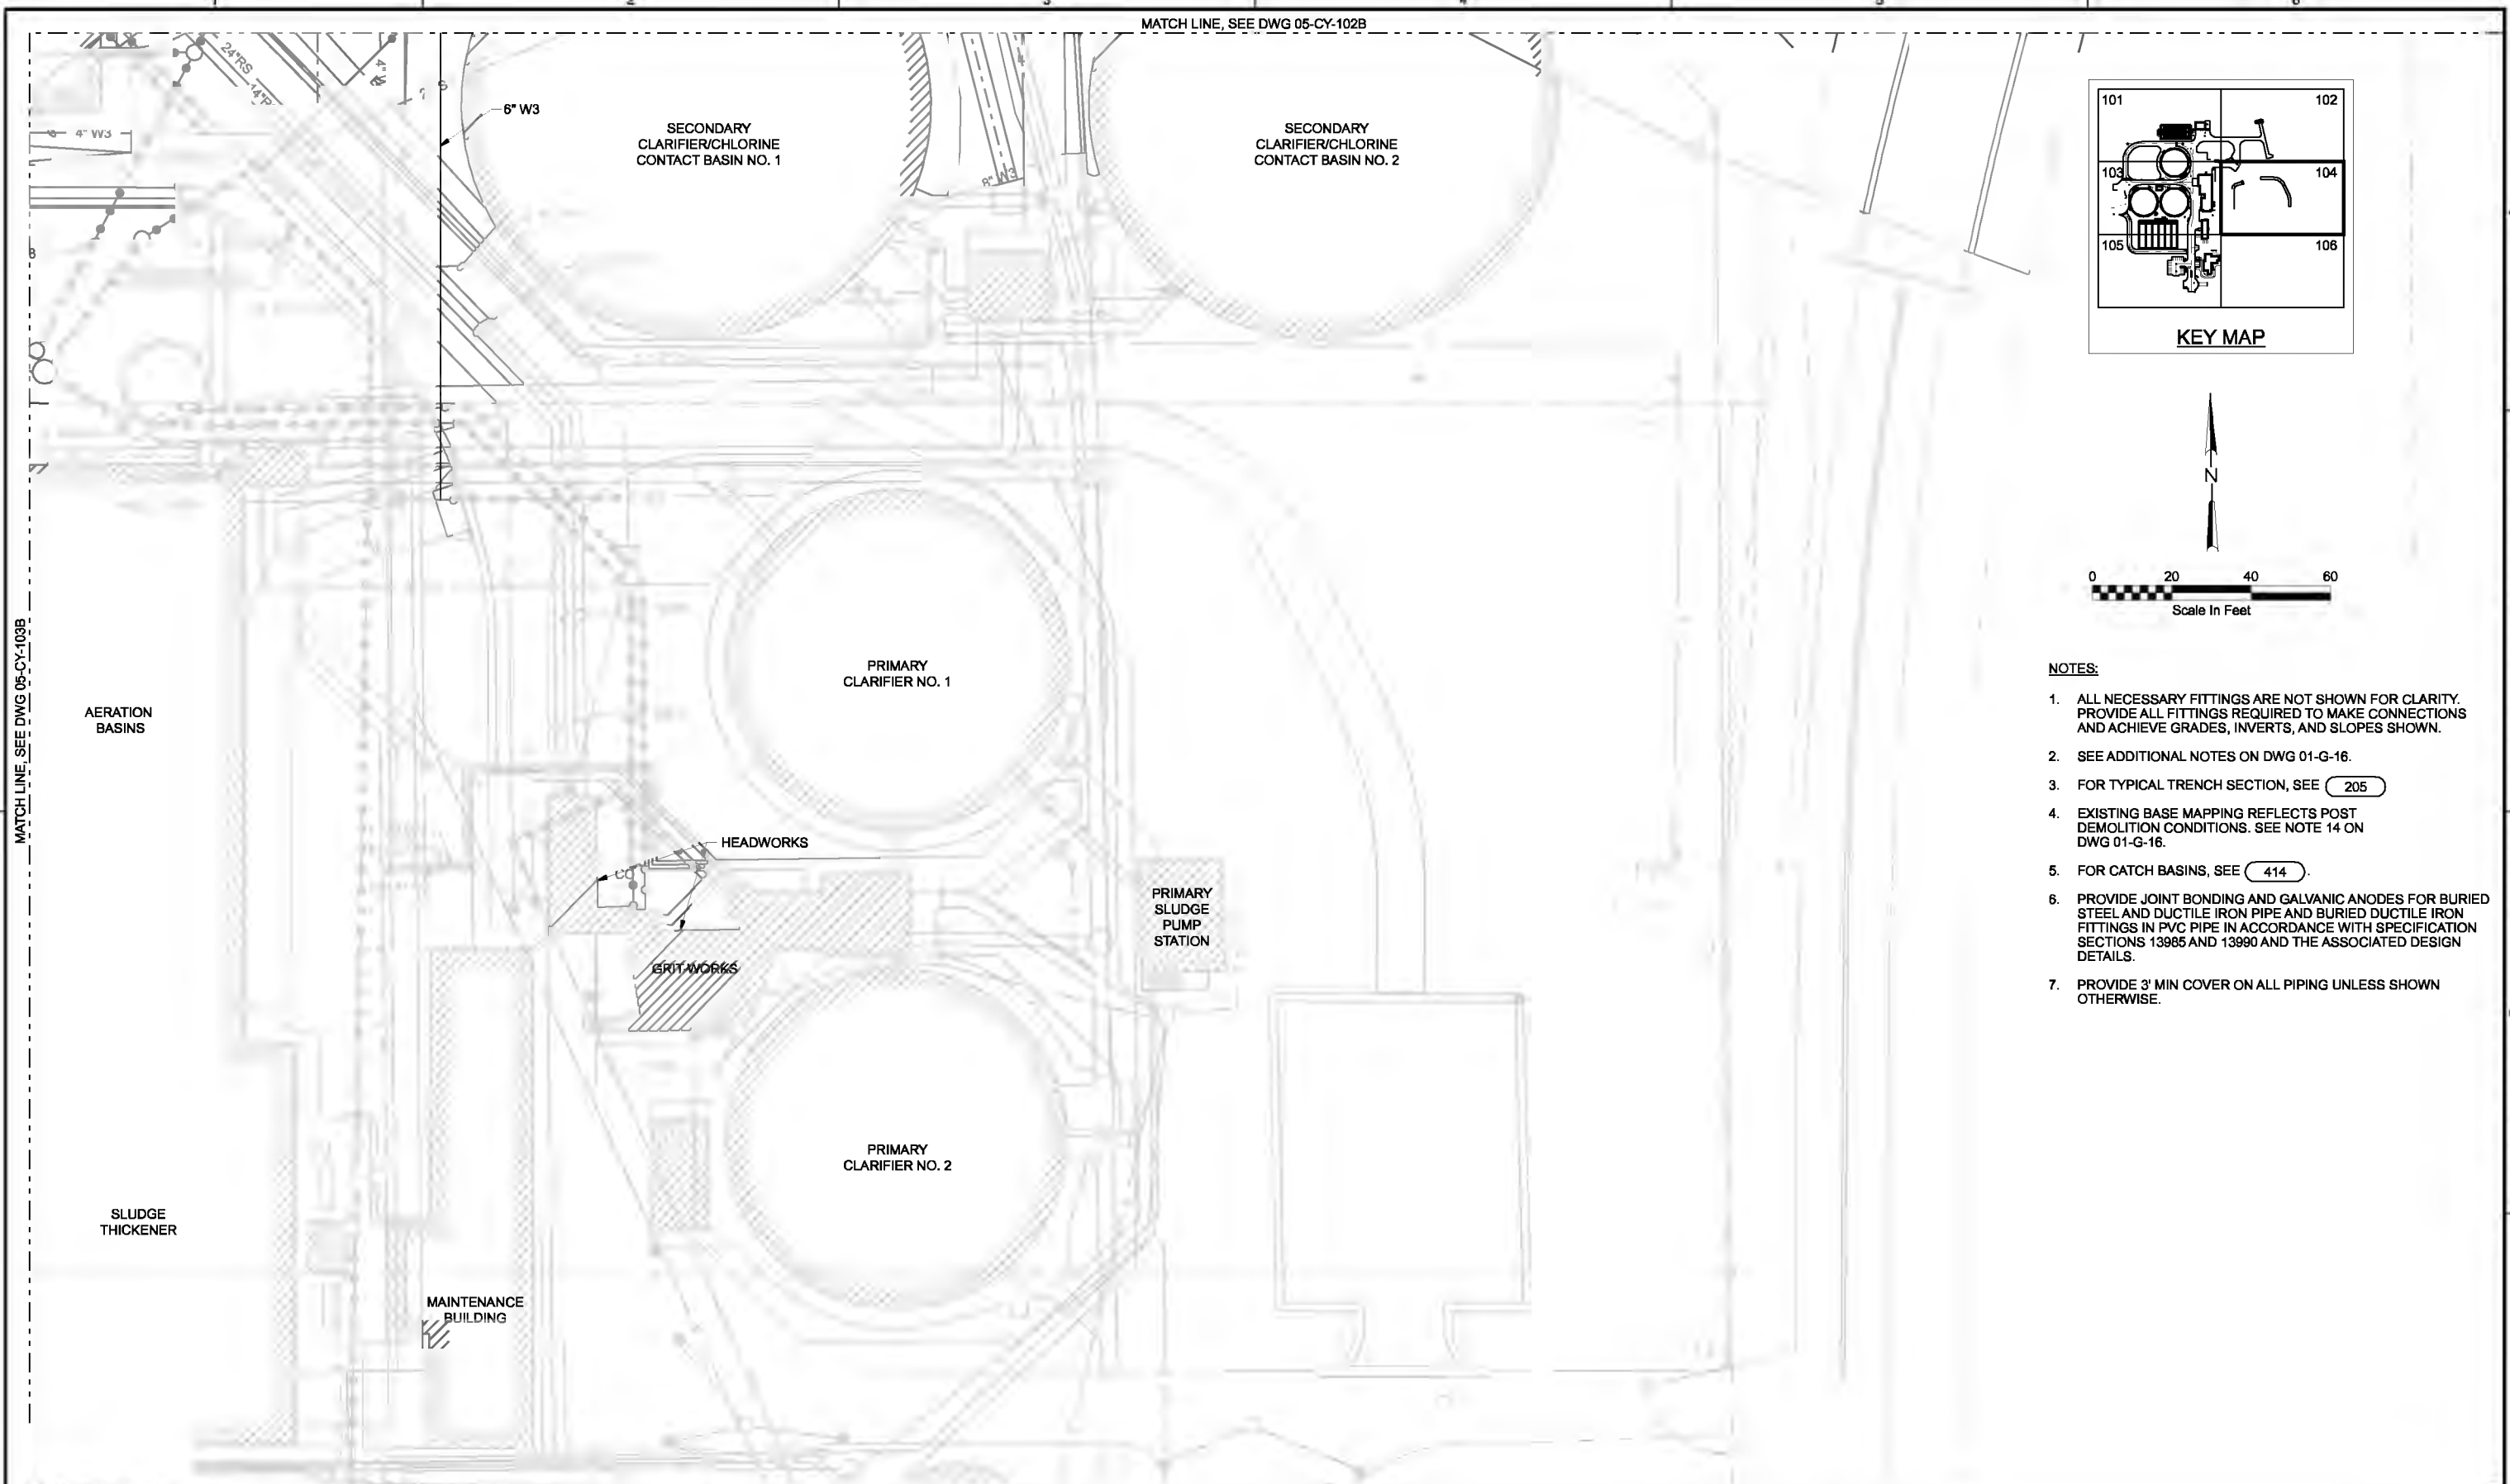 MATCH LINE, SEE DWG 05-CY-102B
24"RS
14"R
4" W
4" W3
6" W3
SECONDARY
CLARIFIER/CHLORINE
CONTACT BASIN NO. 1
8" W3
SECONDARY
CLARIFIER/CHLORINE
CONTACT BASIN NO. 2
101
102
103
104
105
106
KEY MAP
N
0 20 40 60
Scale In Feet
MATCH LINE, SEE DWG 05-CY-103B
AERATION
BASINS
PRIMARY
CLARIFIER NO. 1
HEADWORKS
CO
PRIMARY
SLUDGE
PUMP
STATION
GRIT WORKS
PRIMARY
CLARIFIER NO. 2
SLUDGE
THICKENER
MAINTENANCE
BUILDING
NOTES:
1. ALL NECESSARY FITTINGS ARE NOT SHOWN FOR CLARITY.
PROVIDE ALL FITTINGS REQUIRED TO MAKE CONNECTIONS
AND ACHIEVE GRADES, INVERTS, AND SLOPES SHOWN.
2. SEE ADDITIONAL NOTES ON DWG 01-G-16.
3. FOR TYPICAL TRENCH SECTION, SEE 205
4. EXISTING BASE MAPPING REFLECTS POST
DEMOLITION CONDITIONS. SEE NOTE 14 ON
DWG 01-G-16.
5. FOR CATCH BASINS, SEE 414 .
6. PROVIDE JOINT BONDING AND GALVANIC ANODES FOR BURIED
STEEL AND DUCTILE IRON PIPE AND BURIED DUCTILE IRON
FITTINGS IN PVC PIPE IN ACCORDANCE WITH SPECIFICATION
SECTIONS 13985 AND 13990 AND THE ASSOCIATED DESIGN
DETAILS.
7. PROVIDE 3' MIN COVER ON ALL PIPING UNLESS SHOWN
OTHERWISE.